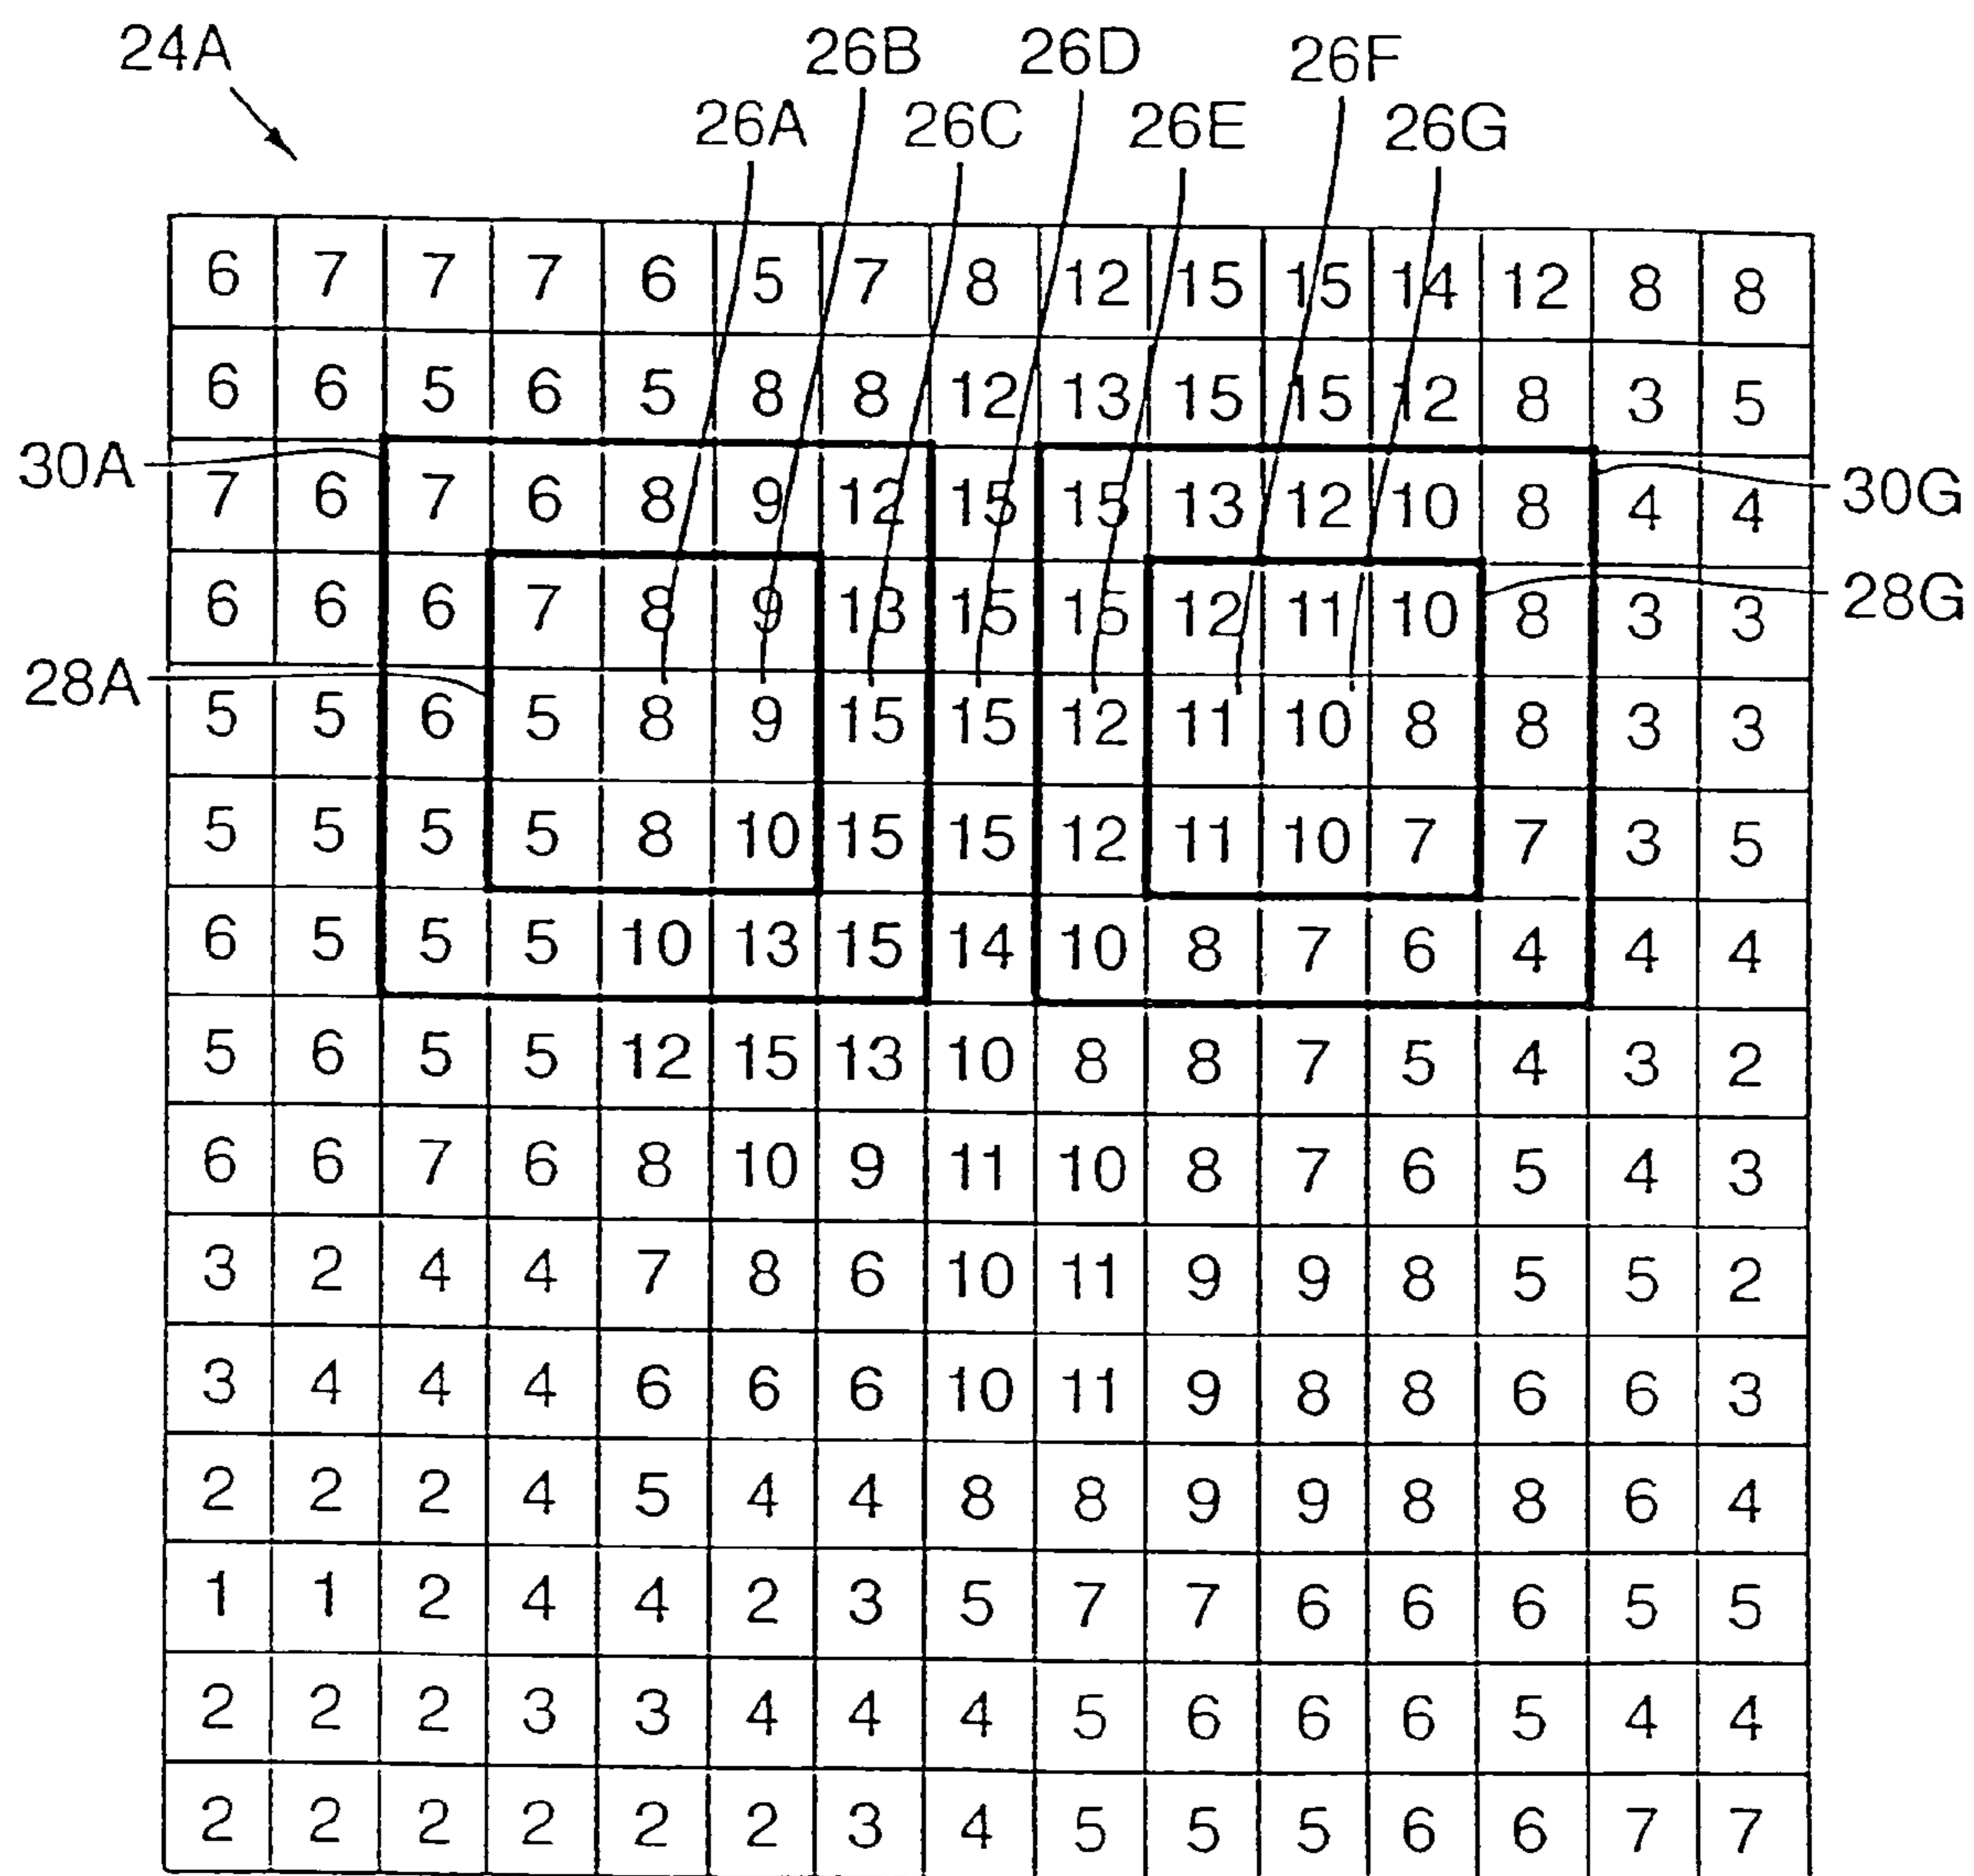 24A
26B 26D 26F
26A 26C 26E 26G
6 7 7 7 6 5 7 8 12 15 15 14 12 8 8
6 6 5 6 5 8 8 12 13 15 15 12 8 3 5
30A
7 6 7 6 8 9 12 15 15 13 12 10 8 4 4
30G
6 6 6 7 8 9 13 15 15 12 11 10 8 3 3
28G
28A
5 5 6 5 8 9 15 15 12 11 10 8 8 3 3
5 5 5 5 8 10 15 15 12 11 10 7 7 3 5
6 5 5 5 10 13 15 14 10 8 7 6 4 4 4
5 6 5 5 12 15 13 10 8 8 7 5 4 3 2
6 6 7 6 8 10 9 11 10 8 7 6 5 4 3
3 2 4 4 7 8 6 10 11 9 9 8 5 5 2
3 4 4 4 6 6 6 10 11 9 8 8 6 6 3
2 2 2 4 5 4 4 8 8 9 9 8 8 6 4
1 1 2 4 4 2 3 5 7 7 6 6 6 5 5
2 2 2 3 3 4 4 4 5 6 6 6 5 4 4
2 2 2 2 2 2 3 4 5 5 5 6 6 7 7